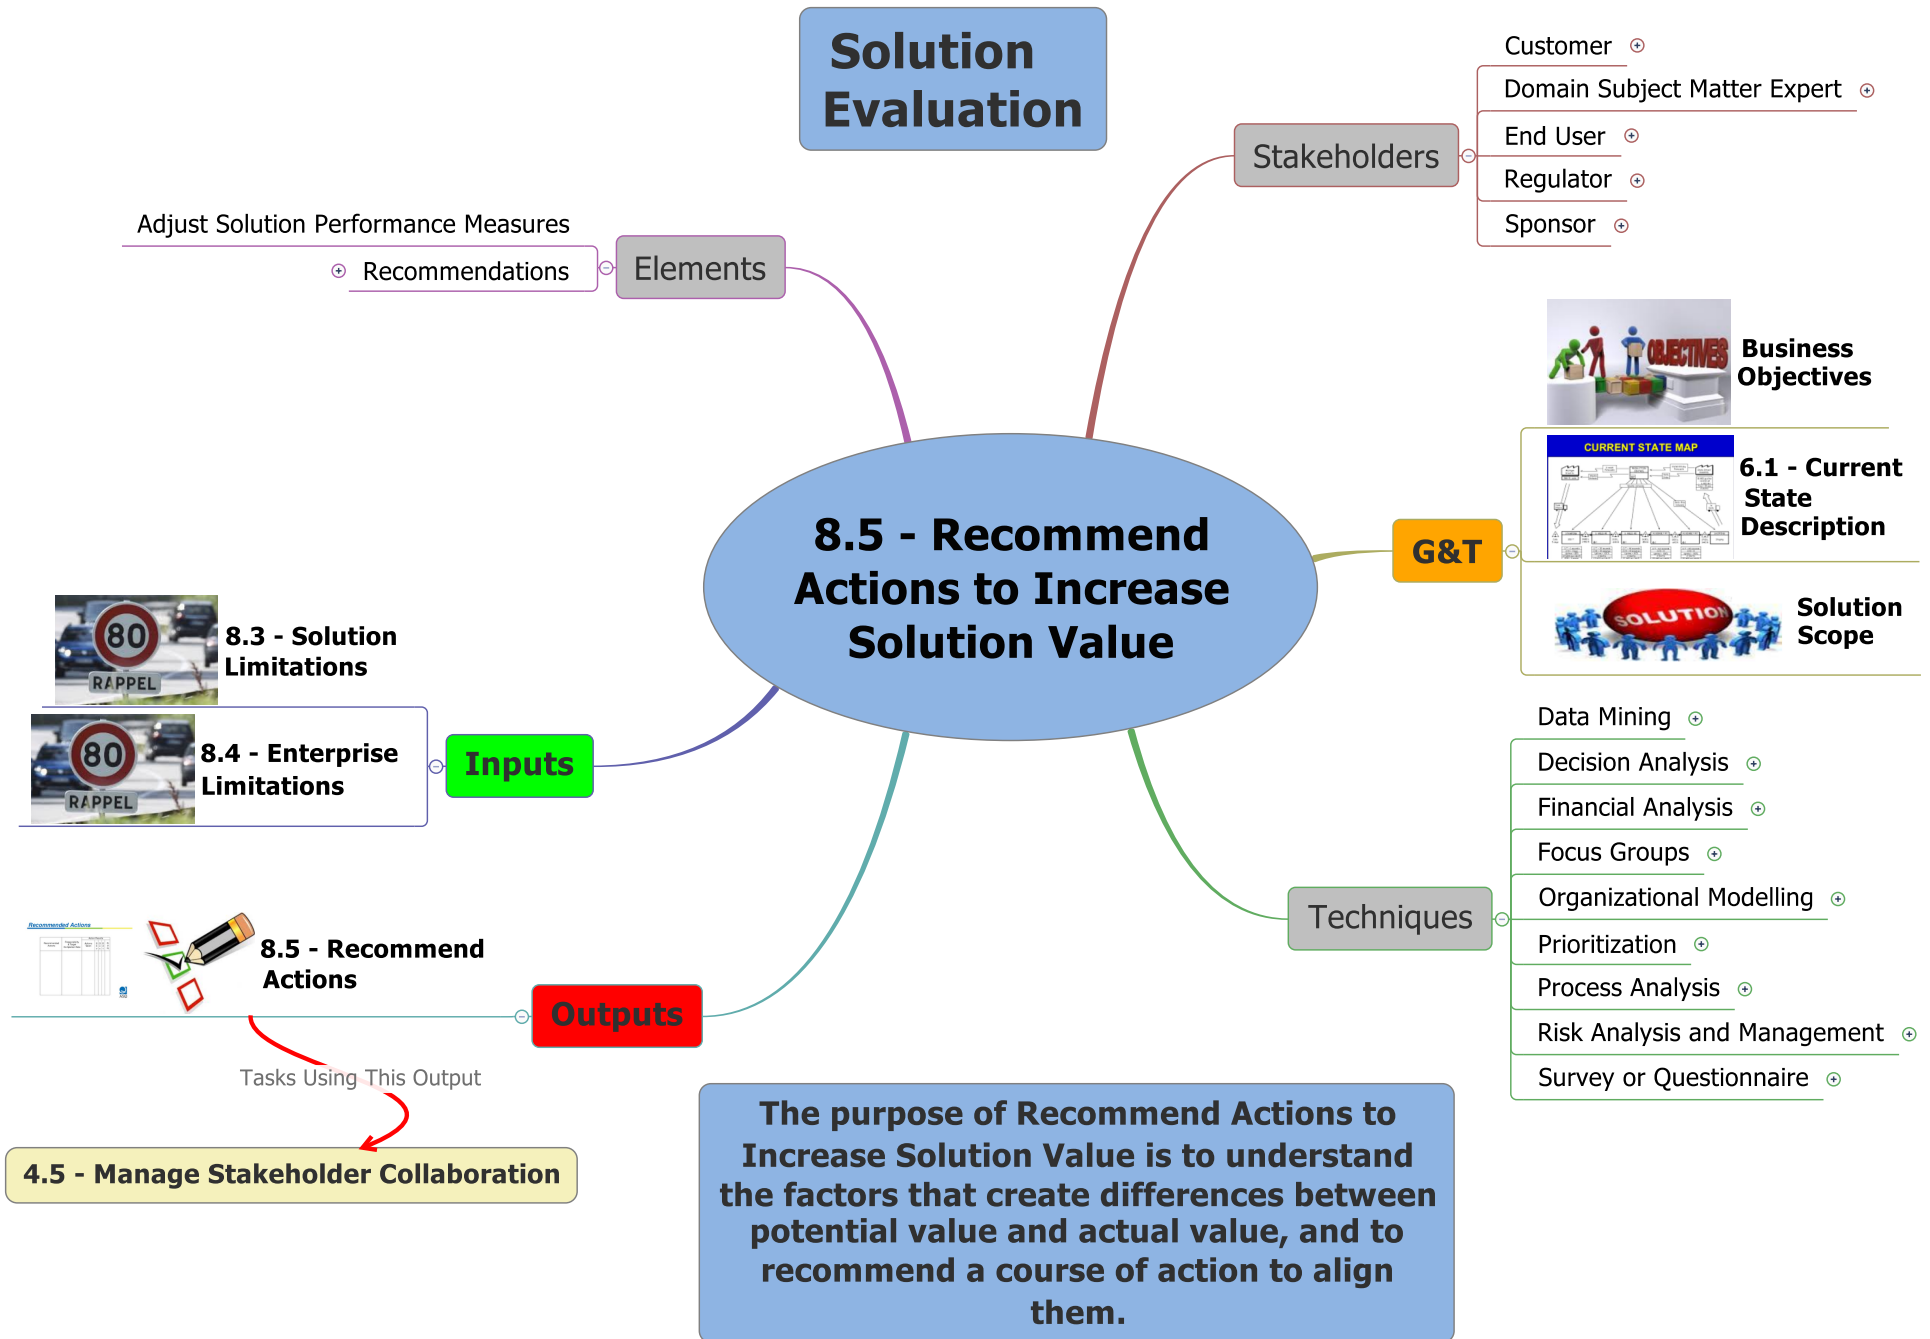 Solution
Evaluation
Customer
Domain Subject Matter Expert
End User
Regulator
Sponsor
Stakeholders
Adjust Solution Performance Measures
Recommendations
Elements
OBJECTIVES
Business
Objectives
CURRENT STATE MAP
6.1 - Current
State
Description
G&T
SOLUTION
Solution
Scope
8.5 - Recommend
Actions to Increase
Solution Value
80
RAPPEL
8.3 - Solution
Limitations
80
RAPPEL
8.4 - Enterprise
Limitations
Inputs
Data Mining
Decision Analysis
Financial Analysis
Focus Groups
Organizational Modelling
Prioritization
Process Analysis
Risk Analysis and Management
Survey or Questionnaire
Techniques
Recommended Actions
8.5 - Recommend
Actions
Outputs
Tasks Using This Output
4.5 - Manage Stakeholder Collaboration
The purpose of Recommend Actions to
Increase Solution Value is to understand
the factors that create differences between
potential value and actual value, and to
recommend a course of action to align
them.